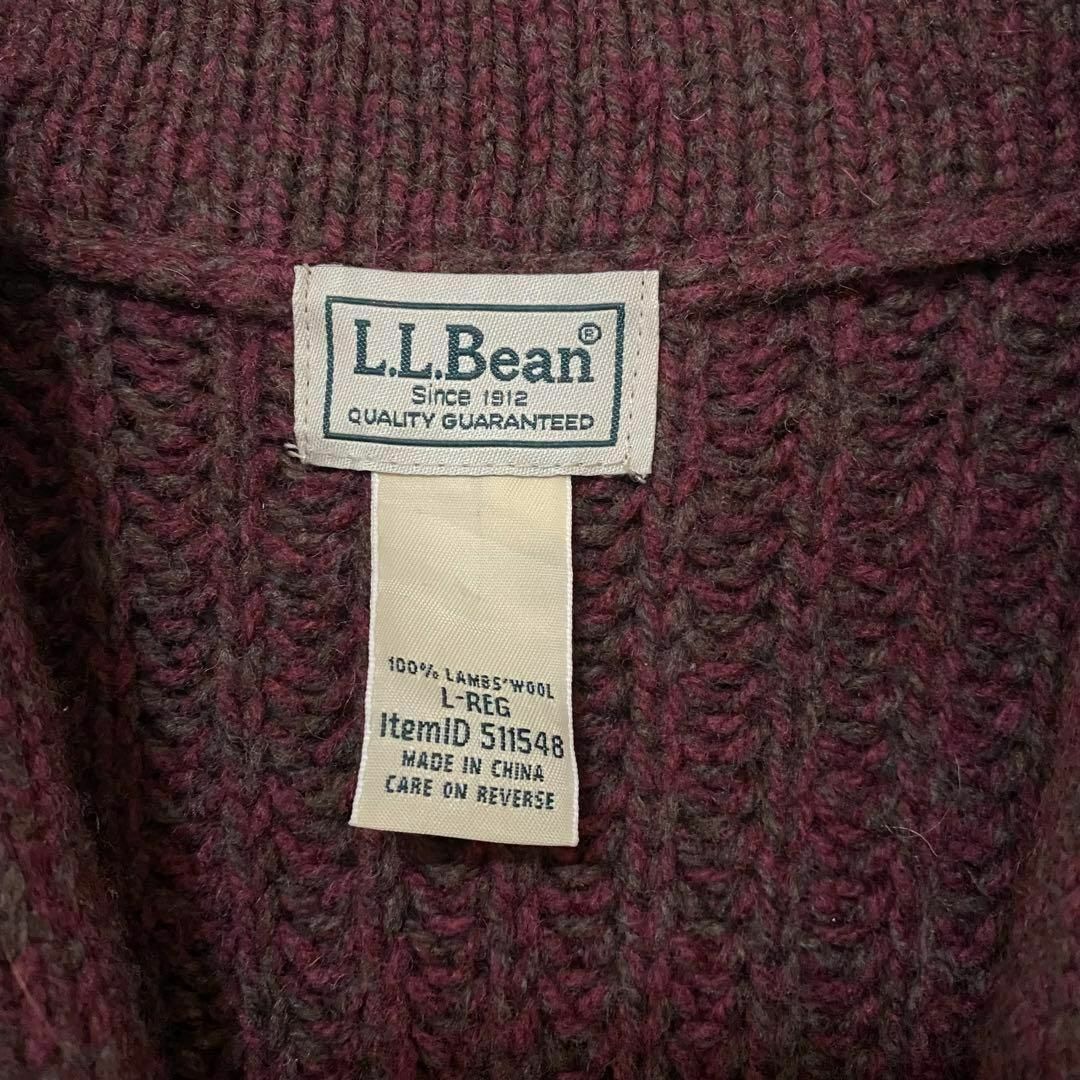 L.L.Bean®
Since 1912
QUALITY GUARANTEED
100% LAMBS'WOOL
L-REG
ItemID 511548
MADE IN CHINA
CARE ON REVERSE